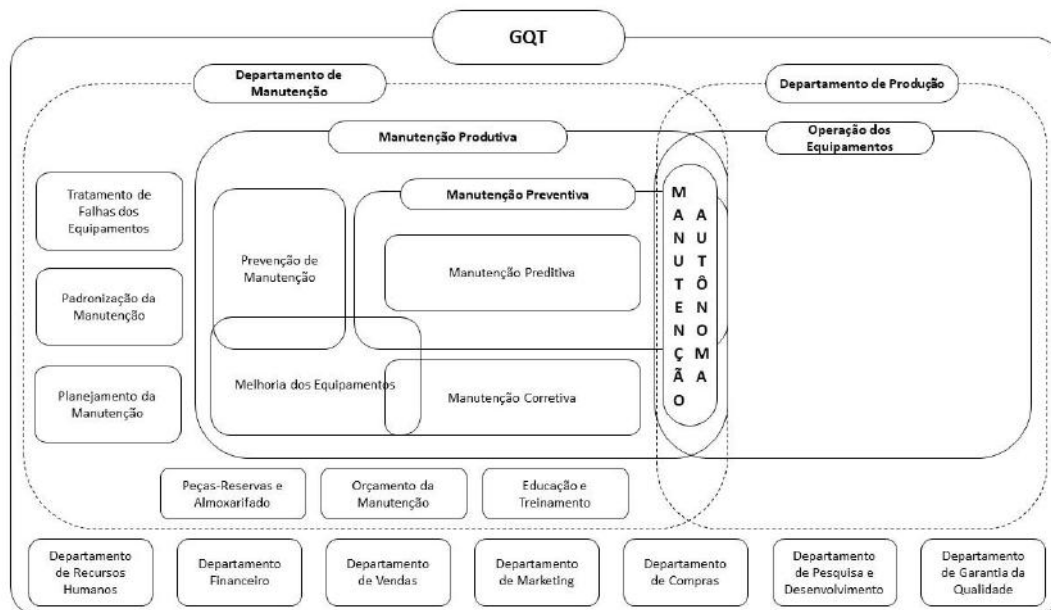 GQT
Departamento de
Manutenção
Departamento de Produção
Manutenção Produtiva
Operação dos
Equipamentos
Tratamento de
Falhas dos
Equipamentos
Padronização da
Manutenção
Planejamento da
Manutenção
Prevenção de
Manutenção
Melhoria dos Equipamentos
Manutenção Preventiva
Manutenção Preditiva
Manutenção Corretiva
MANUTENÇÃO
AUTÔNOMA
Peças-Reservas e
Almoxarifado
Orçamento da
Manutenção
Educação e
Treinamento
Departamento
de Recursos
Humanos
Departamento
Financeiro
Departamento
de Vendas
Departamento
de Marketing
Departamento
de Compras
Departamento
de Pesquisa e
Desenvolvimento
Departamento
de Garantia da
Qualidade